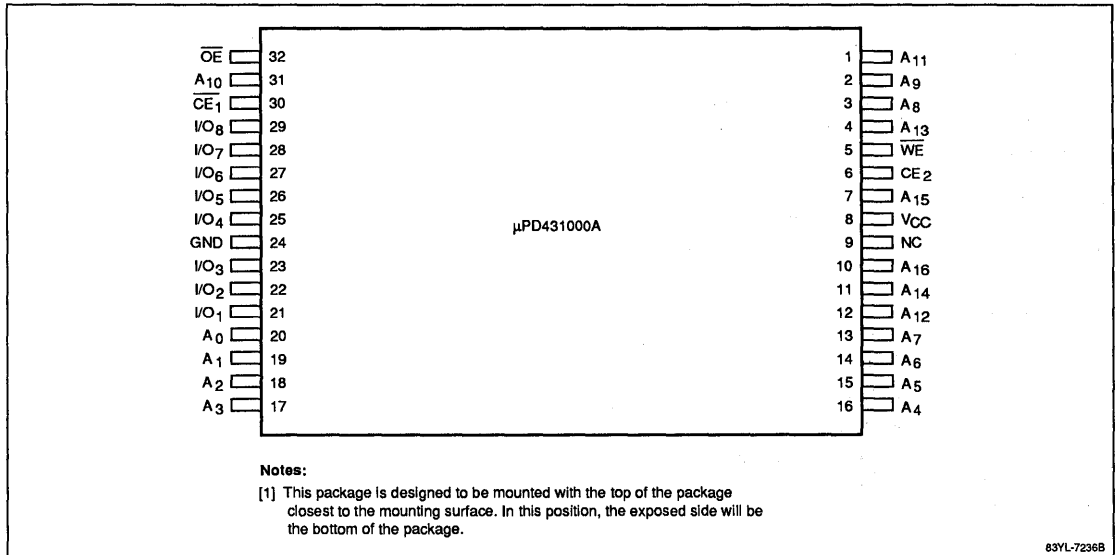 OE 32 1 A11
A10 31 2 A9
CE1 30 3 A8
I/O8 29 4 A13
I/O7 28 5 WE
I/O6 27 6 CE2
I/O5 26 7 A15
I/O4 25 8 VCC
GND 24 9 NC
I/O3 23 10 A16
I/O2 22 11 A14
I/O1 21 12 A12
A0 20 13 A7
A1 19 14 A6
A2 18 15 A5
A3 17 16 A4
µPD431000A
Notes:
[1] This package is designed to be mounted with the top of the package
closest to the mounting surface. In this position, the exposed side will be
the bottom of the package.
83YL-7236B